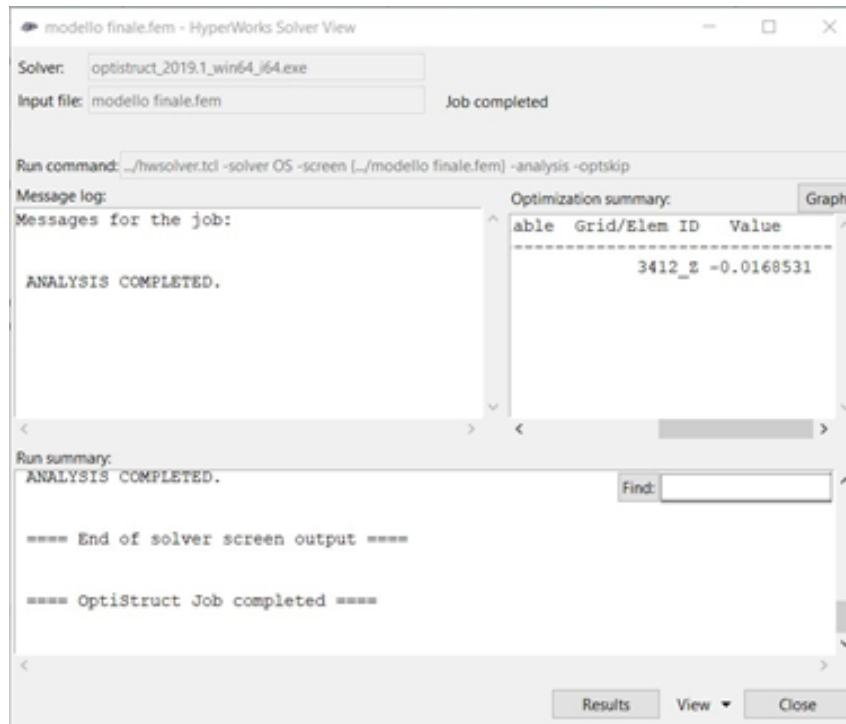 modello finale.fem - HyperWorks Solver View
Solver: optistruct_2019.1_win64_i64.exe
Input file: modello finale.fem Job completed
Run command: .../hwsolver.tcl -solver OS -screen {.../modello finale.fem} -analysis -optskip
Message log:
Messages for the job:
ANALYSIS COMPLETED.
Optimization summary: Graph
able Grid/Elem ID Value
--------------------------------
3412_Z -0.0168531
Run summary:
ANALYSIS COMPLETED.
Find:
==== End of solver screen output ====
==== OptiStruct Job completed ====
Results View Close